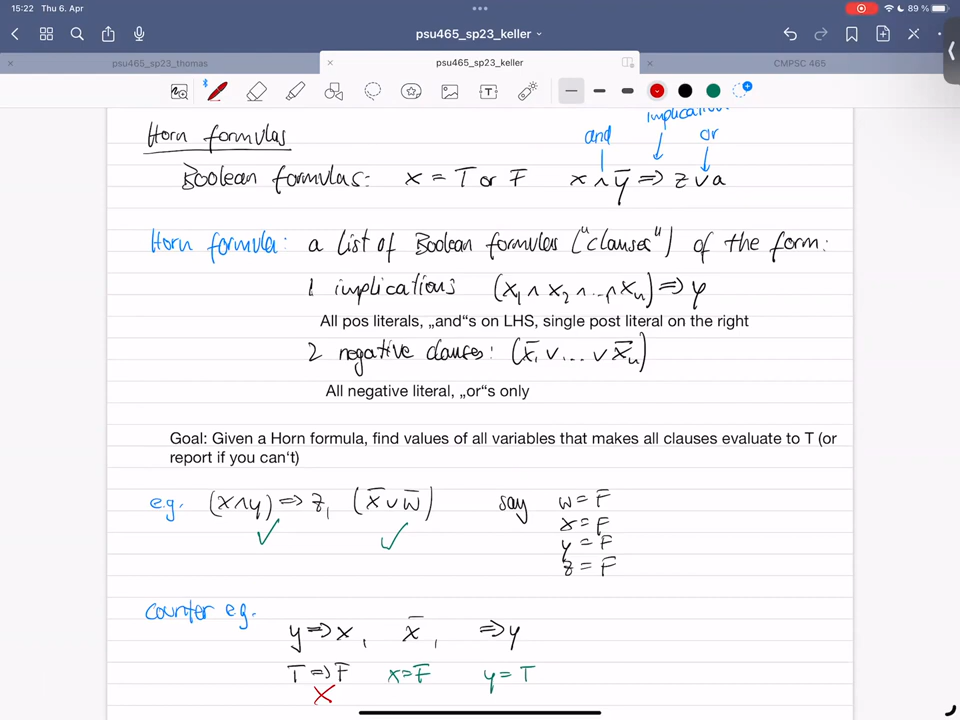 15:22 Thu 6. Apr
89 %
psu465_sp23_keller
psu465_sp23_thomas
psu465_sp23_keller
CMPSC 465
Horn formulas
and implication or
Boolean formulas: x = T or F x ∧ y̅ ⇒ z ∨ a
Horn formula: a list of Boolean formulas ("clauses") of the form:
1 implications (x₁ ∧ x₂ ∧ ... ∧ xₙ) ⇒ y
All pos literals, „and“s on LHS, single post literal on the right
2 negative clauses: (x̅₁ ∨ ... ∨ x̅ₙ)
All negative literal, „or“s only
Goal: Given a Horn formula, find values of all variables that makes all clauses evaluate to T (or
report if you can‘t)
e.g. (x∧y) ⇒ z, (x̅ ∨ w̅) say w = F
x = F
✓ ✓ y = F
z = F
counter e.g.
y ⇒ x, x̅, ⇒ y
T ⇒ F x = F y = T
✗